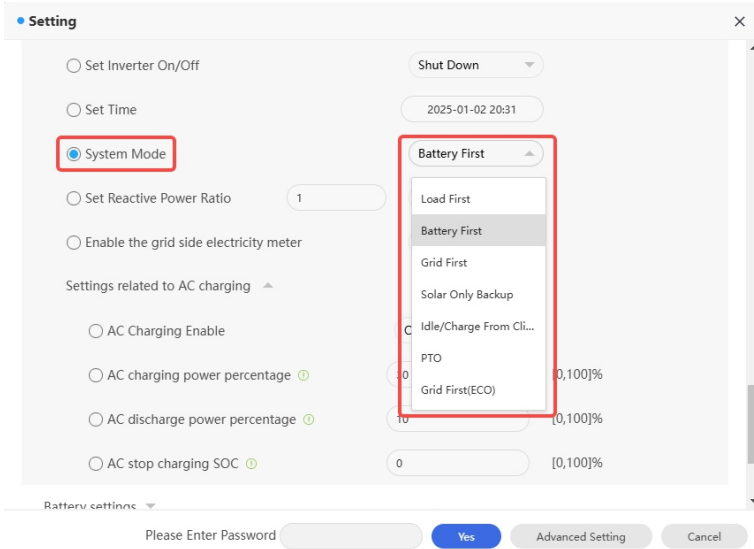 Setting
Set Inverter On/Off Shut Down
Set Time 2025-01-02 20:31
System Mode Battery First
Set Reactive Power Ratio 1 Load First
Battery First
Enable the grid side electricity meter
Grid First
Settings related to AC charging
Solar Only Backup
AC Charging Enable Idle/Charge From Cli...
PTO
AC charging power percentage [0,100]%
Grid First(ECO)
AC discharge power percentage 10 [0,100]%
AC stop charging SOC 0 [0,100]%
Battery settings
Please Enter Password Yes Advanced Setting Cancel